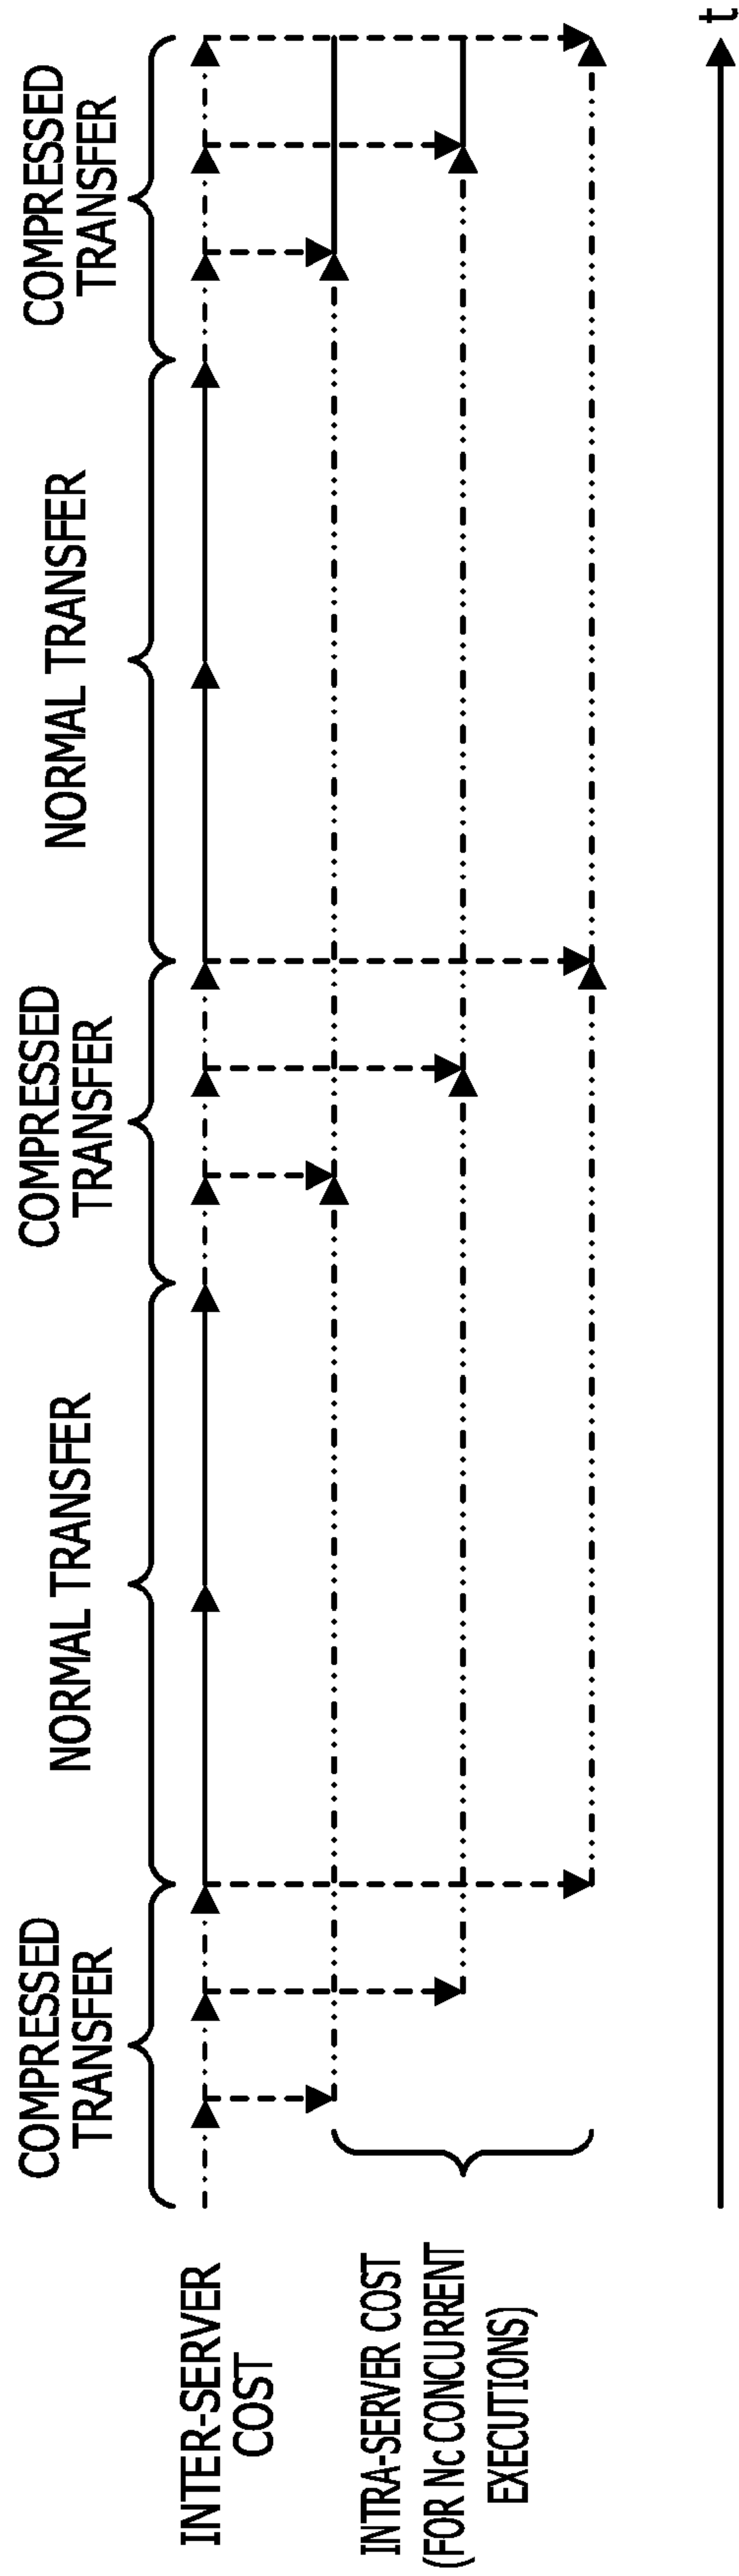 COMPRESSED
TRANSFER
NORMAL TRANSFER
COMPRESSED
TRANSFER
NORMAL TRANSFER
COMPRESSED
TRANSFER
INTER-SERVER
COST
INTRA-SERVER COST
(FOR Nc CONCURRENT
EXECUTIONS)
t